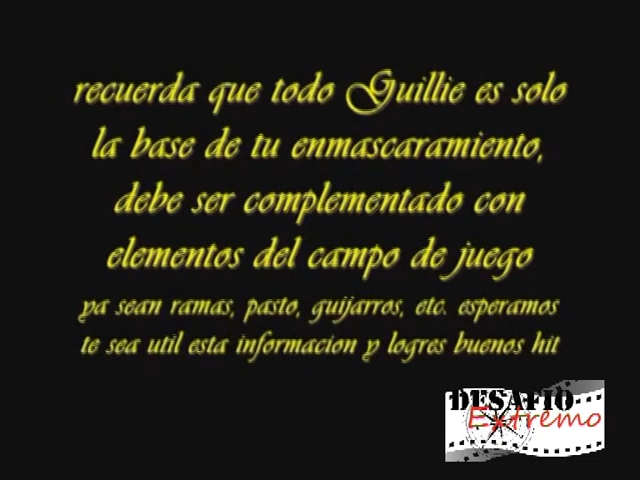 recuerda que todo Guillie es solo
la base de tu enmascaramiento,
debe ser complementado con
elementos del campo de juego
ya sean ramas, pasto, guijarros, etc. esperamos
te sea util esta informacion y logres buenos hit
DESAFIO
Extremo